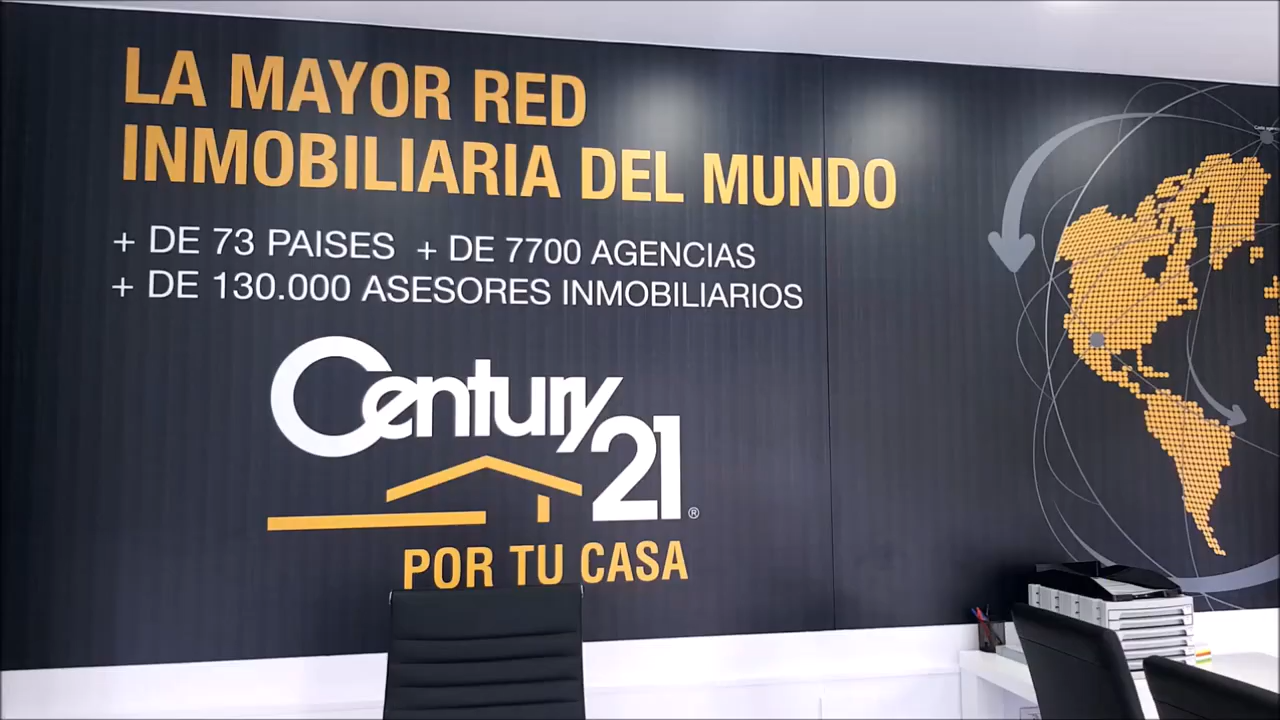 LA MAYOR RED
INMOBILIARIA DEL MUNDO
+ DE 73 PAISES + DE 7700 AGENCIAS
+ DE 130.000 ASESORES INMOBILIARIOS
Century
21®
POR TU CASA